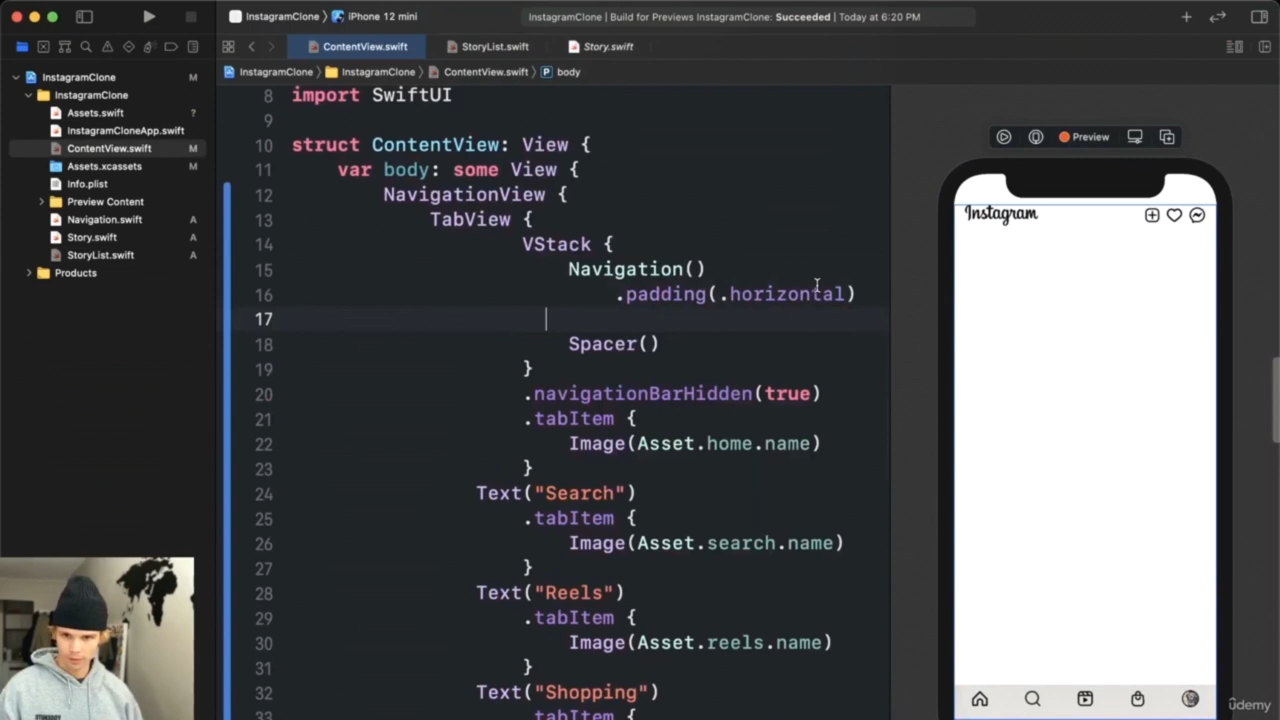 InstagramClone
iPhone 12 mini
InstagramClone | Build for Previews InstagramClone: Succeeded | Today at 6:20 PM
ContentView.swift
StoryList.swift
Story.swift
InstagramClone
InstagramClone
ContentView.swift
P body
InstagramClone M
InstagramClone
Assets.swift ?
InstagramCloneApp.swift
ContentView.swift M
Assets.xcassets M
Info.plist
Preview Content
Navigation.swift A
Story.swift A
StoryList.swift A
Products
8 import SwiftUI
9
10 struct ContentView: View {
11 var body: some View {
12 NavigationView {
13 TabView {
14 VStack {
15 Navigation()
16 .padding(.horizontal)
17
18 Spacer()
19 }
20 .navigationBarHidden(true)
21 .tabItem {
22 Image(Asset.home.name)
23 }
24 Text("Search")
25 .tabItem {
26 Image(Asset.search.name)
27 }
28 Text("Reels")
29 .tabItem {
30 Image(Asset.reels.name)
31 }
32 Text("Shopping")
33 .tabItem {
Preview
Instagram
ûdemy